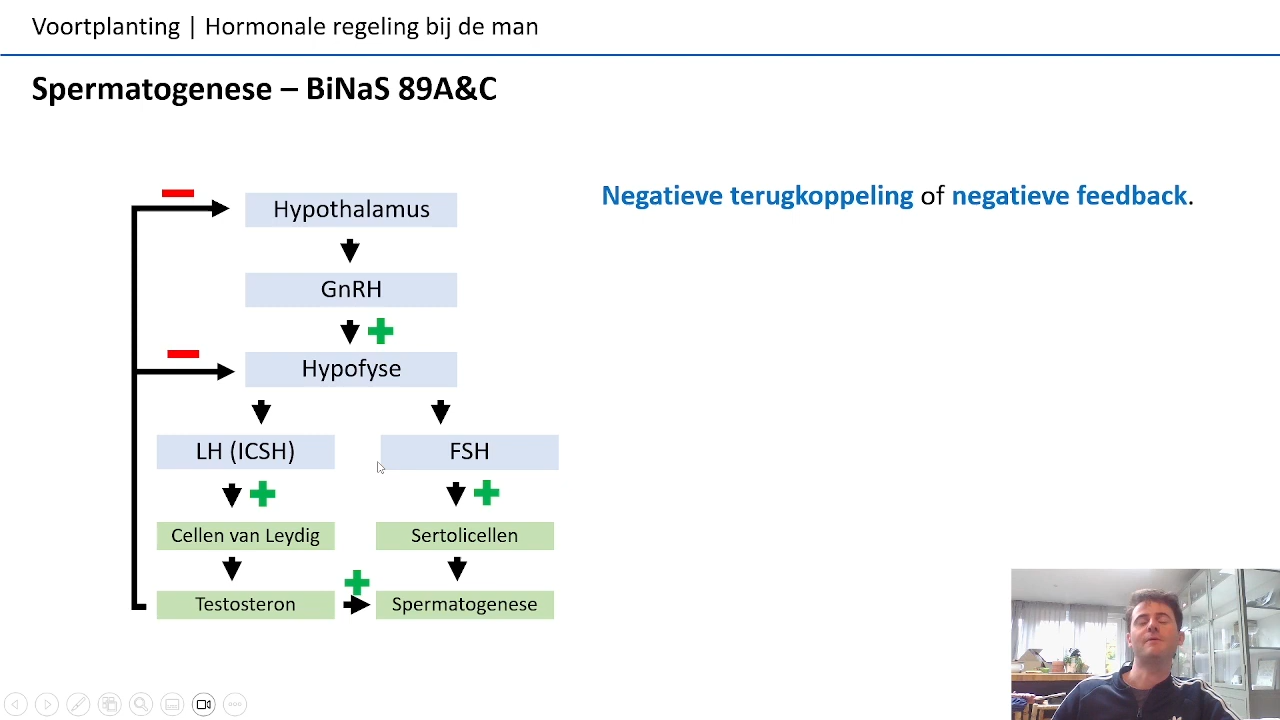 Voortplanting | Hormonale regeling bij de man
Spermatogenese – BiNaS 89A&C
Negatieve terugkoppeling of negatieve feedback.
Hypothalamus
GnRH
Hypofyse
LH (ICSH)
FSH
Cellen van Leydig
Sertolicellen
Testosteron
Spermatogenese